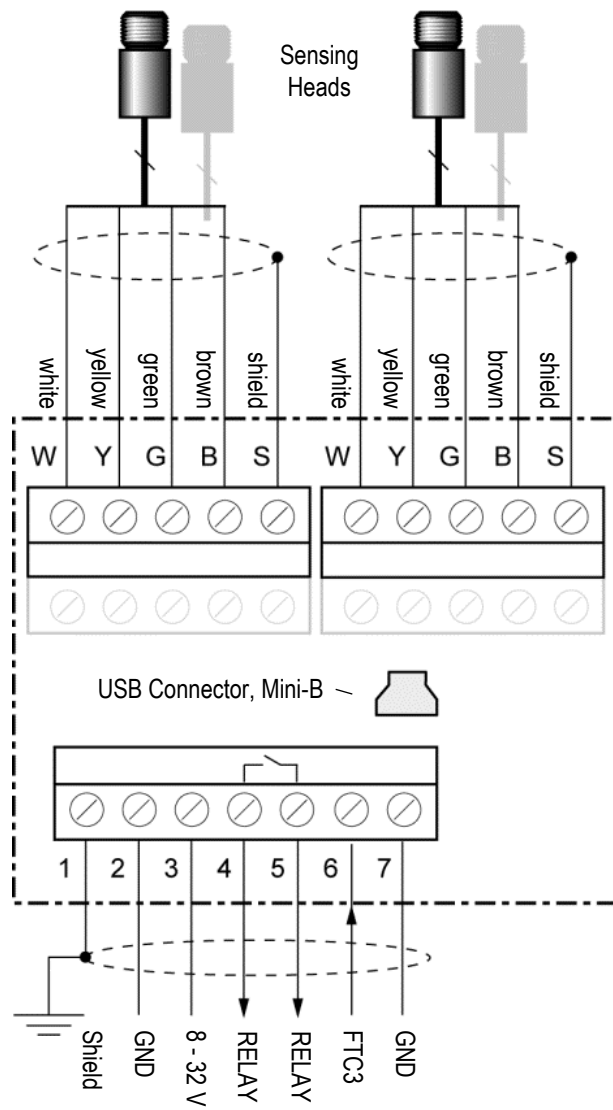 Sensing
Heads
white
yellow
green
brown
shield
white
yellow
green
brown
shield
W Y G B S
W Y G B S
USB Connector, Mini-B
1 2 3 4 5 6 7
Shield
GND
8 - 32 V
RELAY
RELAY
FTC3
GND